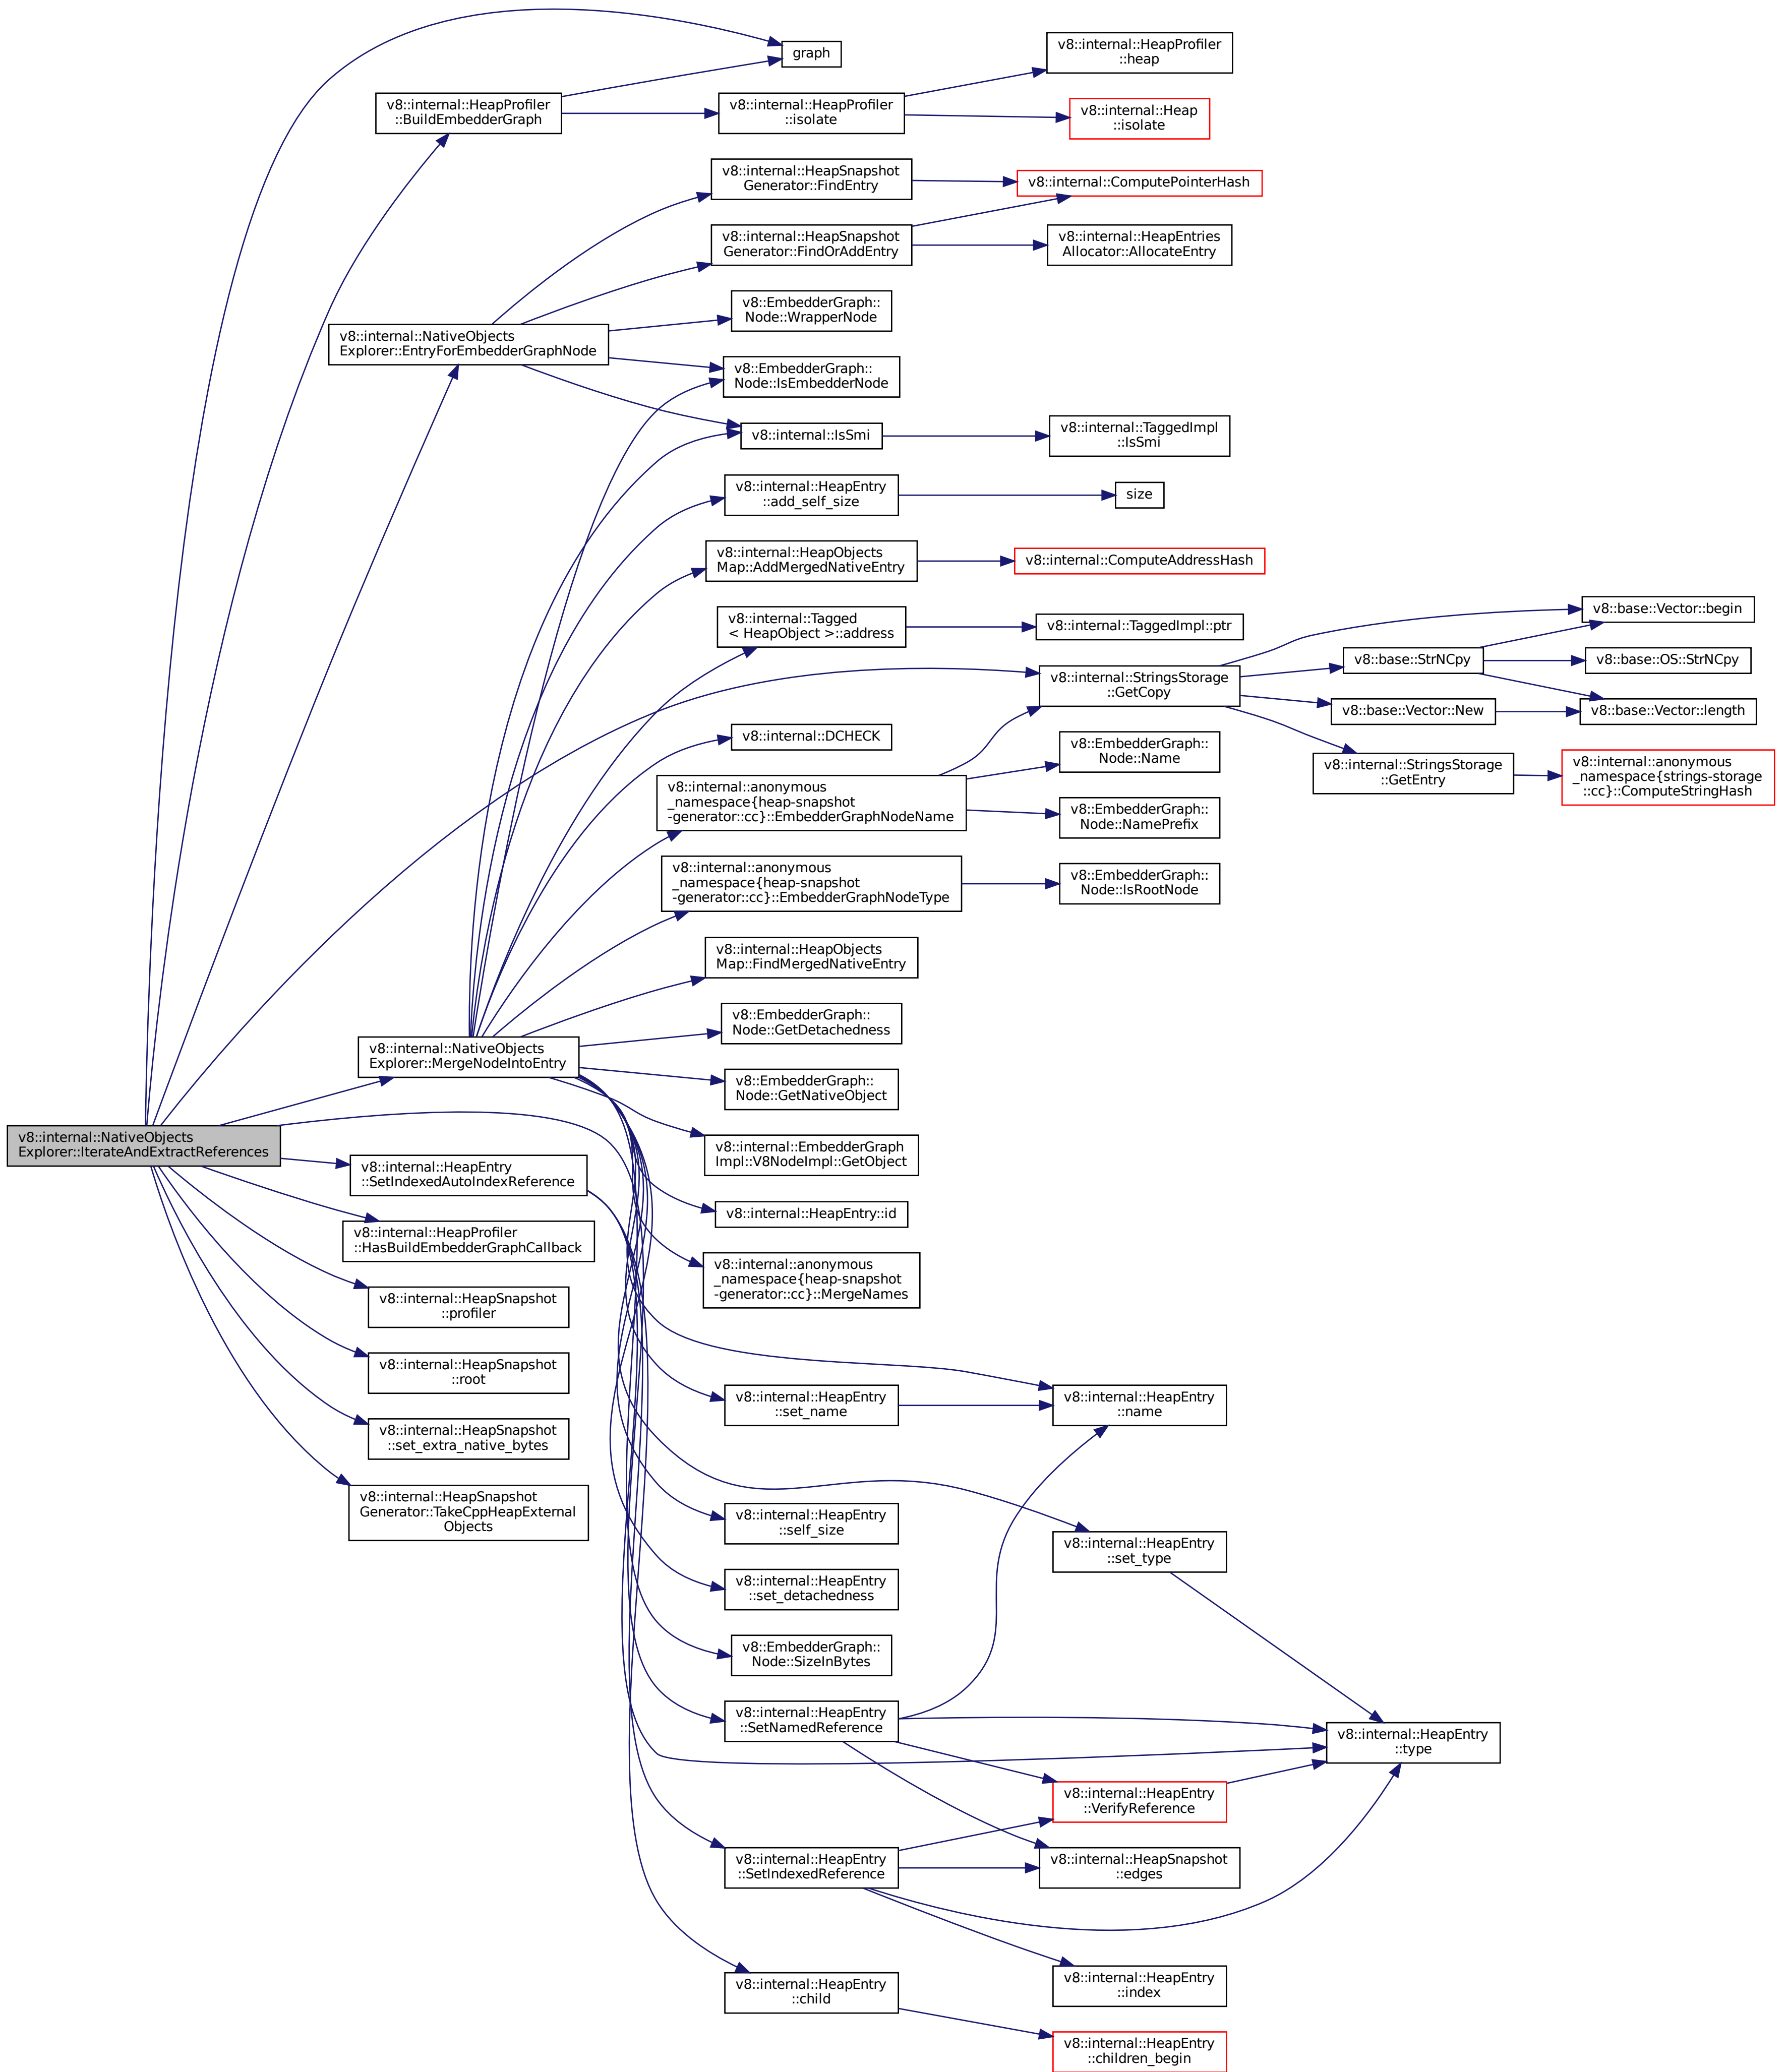 graph
v8::internal::HeapProfiler
::heap
v8::internal::HeapProfiler
::BuildEmbedderGraph
v8::internal::HeapProfiler
::isolate
v8::internal::Heap
::isolate
v8::internal::HeapSnapshot
Generator::FindEntry
v8::internal::ComputePointerHash
v8::internal::HeapSnapshot
Generator::FindOrAddEntry
v8::internal::HeapEntries
Allocator::AllocateEntry
v8::EmbedderGraph::
Node::WrapperNode
v8::internal::NativeObjects
Explorer::EntryForEmbedderGraphNode
v8::EmbedderGraph::
Node::IsEmbedderNode
v8::internal::IsSmi
v8::internal::TaggedImpl
::IsSmi
v8::internal::HeapEntry
::add_self_size
size
v8::internal::HeapObjects
Map::AddMergedNativeEntry
v8::internal::ComputeAddressHash
v8::internal::Tagged
< HeapObject >::address
v8::internal::TaggedImpl::ptr
v8::base::Vector::begin
v8::internal::StringsStorage
::GetCopy
v8::base::StrNCpy
v8::base::OS::StrNCpy
v8::base::Vector::New
v8::base::Vector::length
v8::internal::DCHECK
v8::EmbedderGraph::
Node::Name
v8::internal::StringsStorage
::GetEntry
v8::internal::anonymous
_namespace{strings-storage
::cc}::ComputeStringHash
v8::internal::anonymous
_namespace{heap-snapshot
-generator::cc}::EmbedderGraphNodeName
v8::EmbedderGraph::
Node::NamePrefix
v8::internal::anonymous
_namespace{heap-snapshot
-generator::cc}::EmbedderGraphNodeType
v8::EmbedderGraph::
Node::IsRootNode
v8::internal::HeapObjects
Map::FindMergedNativeEntry
v8::EmbedderGraph::
Node::GetDetachedness
v8::internal::NativeObjects
Explorer::MergeNodeIntoEntry
v8::EmbedderGraph::
Node::GetNativeObject
v8::internal::NativeObjects
Explorer::IterateAndExtractReferences
v8::internal::EmbedderGraph
Impl::V8NodeImpl::GetObject
v8::internal::HeapEntry
::SetIndexedAutoIndexReference
v8::internal::HeapEntry::id
v8::internal::HeapProfiler
::HasBuildEmbedderGraphCallback
v8::internal::anonymous
_namespace{heap-snapshot
-generator::cc}::MergeNames
v8::internal::HeapSnapshot
::profiler
v8::internal::HeapSnapshot
::root
v8::internal::HeapEntry
::set_name
v8::internal::HeapEntry
::name
v8::internal::HeapSnapshot
::set_extra_native_bytes
v8::internal::HeapSnapshot
Generator::TakeCppHeapExternal
Objects
v8::internal::HeapEntry
::self_size
v8::internal::HeapEntry
::set_type
v8::internal::HeapEntry
::set_detachedness
v8::EmbedderGraph::
Node::SizeInBytes
v8::internal::HeapEntry
::SetNamedReference
v8::internal::HeapEntry
::type
v8::internal::HeapEntry
::VerifyReference
v8::internal::HeapEntry
::SetIndexedReference
v8::internal::HeapSnapshot
::edges
v8::internal::HeapEntry
::child
v8::internal::HeapEntry
::index
v8::internal::HeapEntry
::children_begin